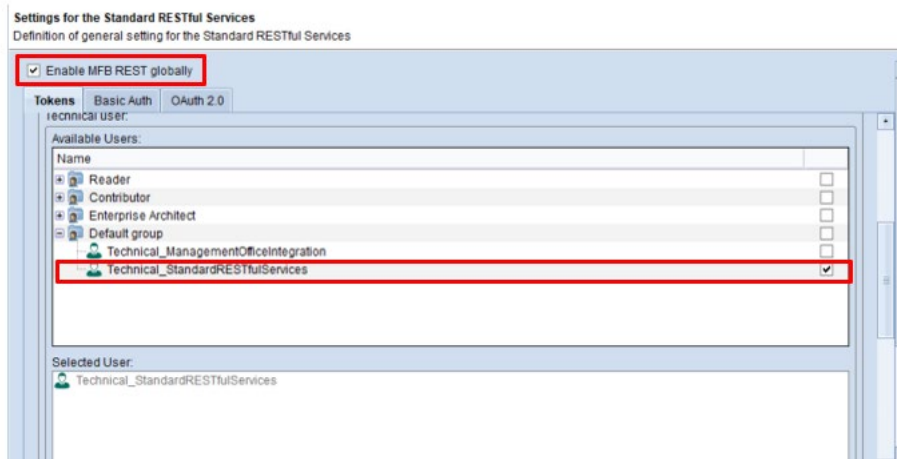 Settings for the Standard RESTful Services
Definition of general setting for the Standard RESTful Services
Enable MFB REST globally
Tokens Basic Auth OAuth 2.0
Technical user:
Available Users:
Name
Reader
Contributor
Enterprise Architect
Default group
Technical_ManagementOfficeIntegration
Technical_StandardRESTfulServices
Selected User:
Technical_StandardRESTfulServices